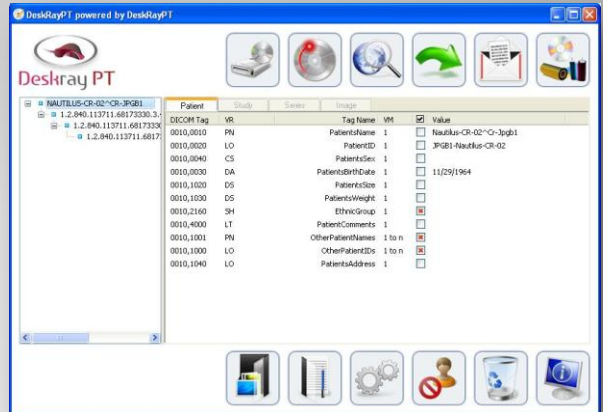 DeskRayPT powered by DeskRayPT
Deskray PT
NAUTILUS-CR-02^CR-JPGB1
1.2.840.113711.68173330.3.
1.2.840.113711.6817333
1.2.840.113711.6817
Patient Study Series Image
DICOM Tag VR Tag Name VM Value
0010,0010 PN PatientsName 1 Nautilus-CR-02^Cr-Jpgb1
0010,0020 LO PatientID 1 JPGB1-Nautilus-CR-02
0010,0040 CS PatientsSex 1
0010,0030 DA PatientsBirthDate 1 11/29/1964
0010,1020 DS PatientsSize 1
0010,1030 DS PatientsWeight 1
0010,2160 SH EthnicGroup 1
0010,4000 LT PatientComments 1
0010,1001 PN OtherPatientNames 1 to n
0010,1000 LO OtherPatientIDs 1 to n
0010,1040 LO PatientsAddress 1